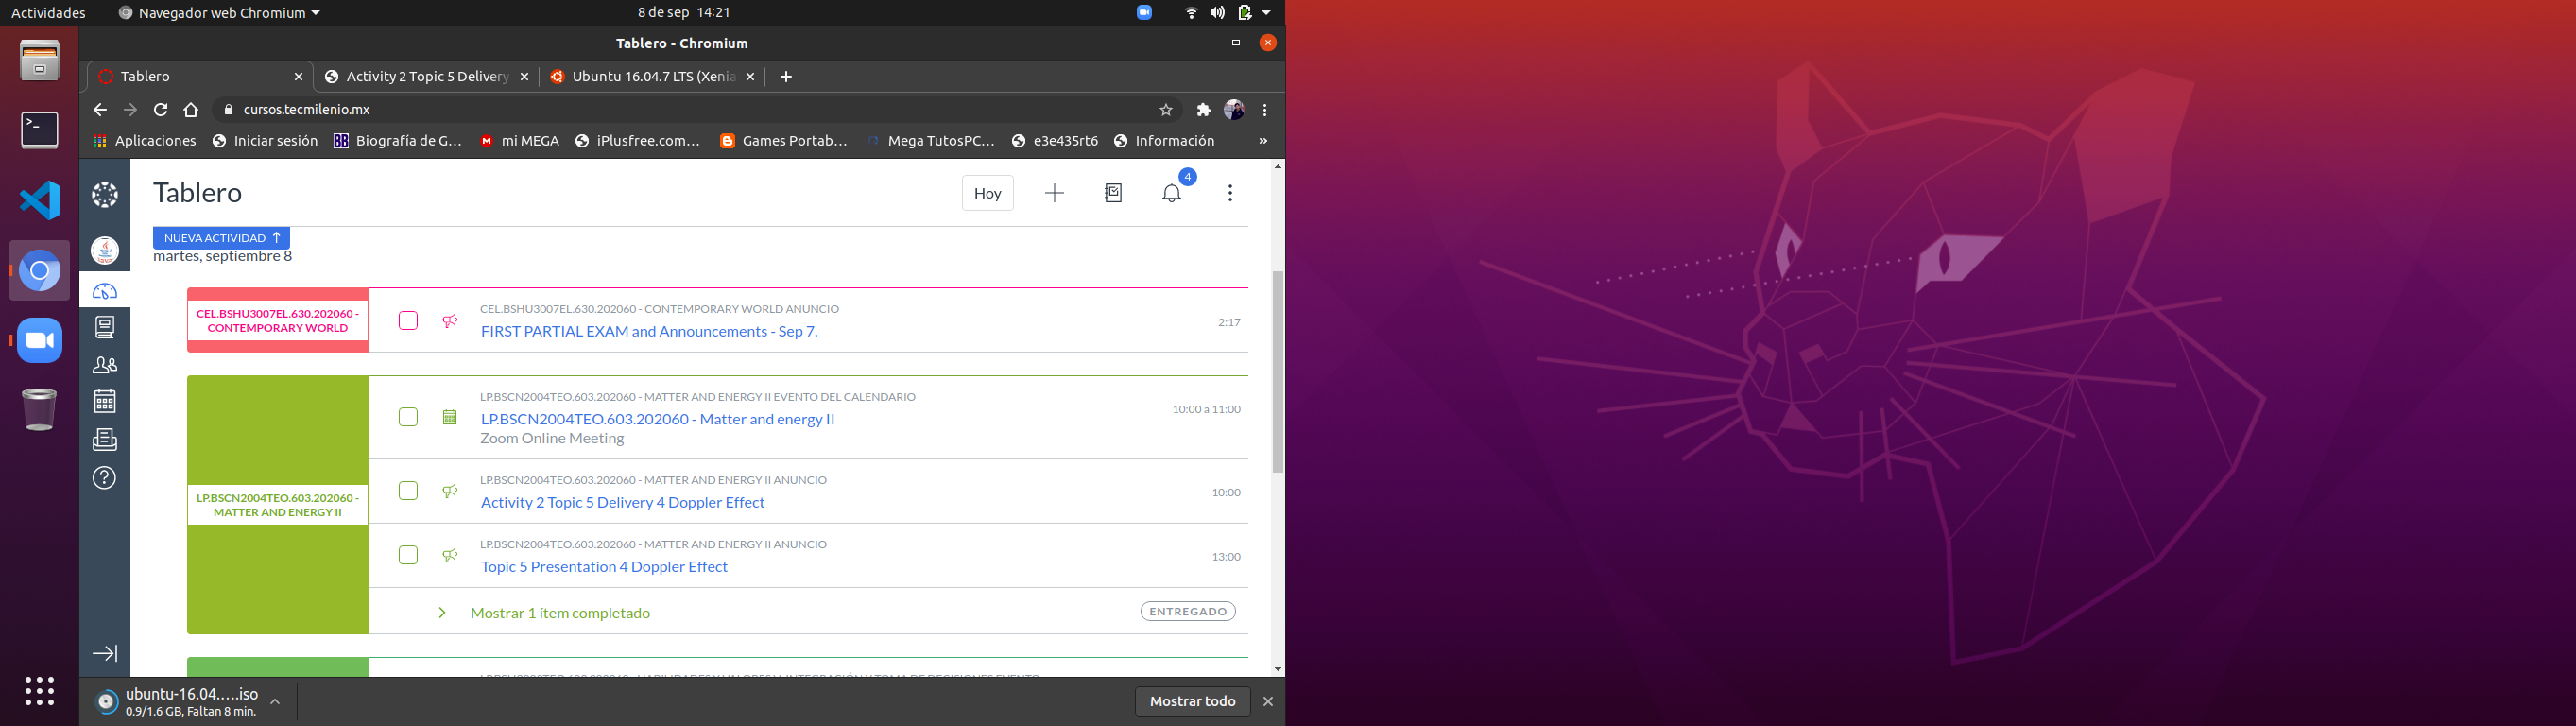 Actividades
Navegador web Chromium
8 de sep 14:21
Tablero - Chromium
Tablero
Activity 2 Topic 5 Delivery
Ubuntu 16.04.7 LTS (Xenia
cursos.tecmilenio.mx
Aplicaciones
Iniciar sesión
BB
Biografía de G...
M
mi MEGA
iPlusfree.com...
Games Portab...
Mega TutosPC...
e3e435rt6
Información
»
Tablero
Hoy
4
NUEVA ACTIVIDAD
martes, septiembre 8
CEL.BSHU3007EL.630.202060 -
CONTEMPORARY WORLD
CEL.BSHU3007EL.630.202060 - CONTEMPORARY WORLD ANUNCIO
FIRST PARTIAL EXAM and Announcements - Sep 7.
2:17
LP.BSCN2004TEO.603.202060 -
MATTER AND ENERGY II
LP.BSCN2004TEO.603.202060 - MATTER AND ENERGY II EVENTO DEL CALENDARIO
LP.BSCN2004TEO.603.202060 - Matter and energy II
Zoom Online Meeting
10:00 a 11:00
LP.BSCN2004TEO.603.202060 - MATTER AND ENERGY II ANUNCIO
Activity 2 Topic 5 Delivery 4 Doppler Effect
10:00
LP.BSCN2004TEO.603.202060 - MATTER AND ENERGY II ANUNCIO
Topic 5 Presentation 4 Doppler Effect
13:00
Mostrar 1 ítem completado
ENTREGADO
ubuntu-16.04.....iso
0.9/1.6 GB, Faltan 8 min.
Mostrar todo